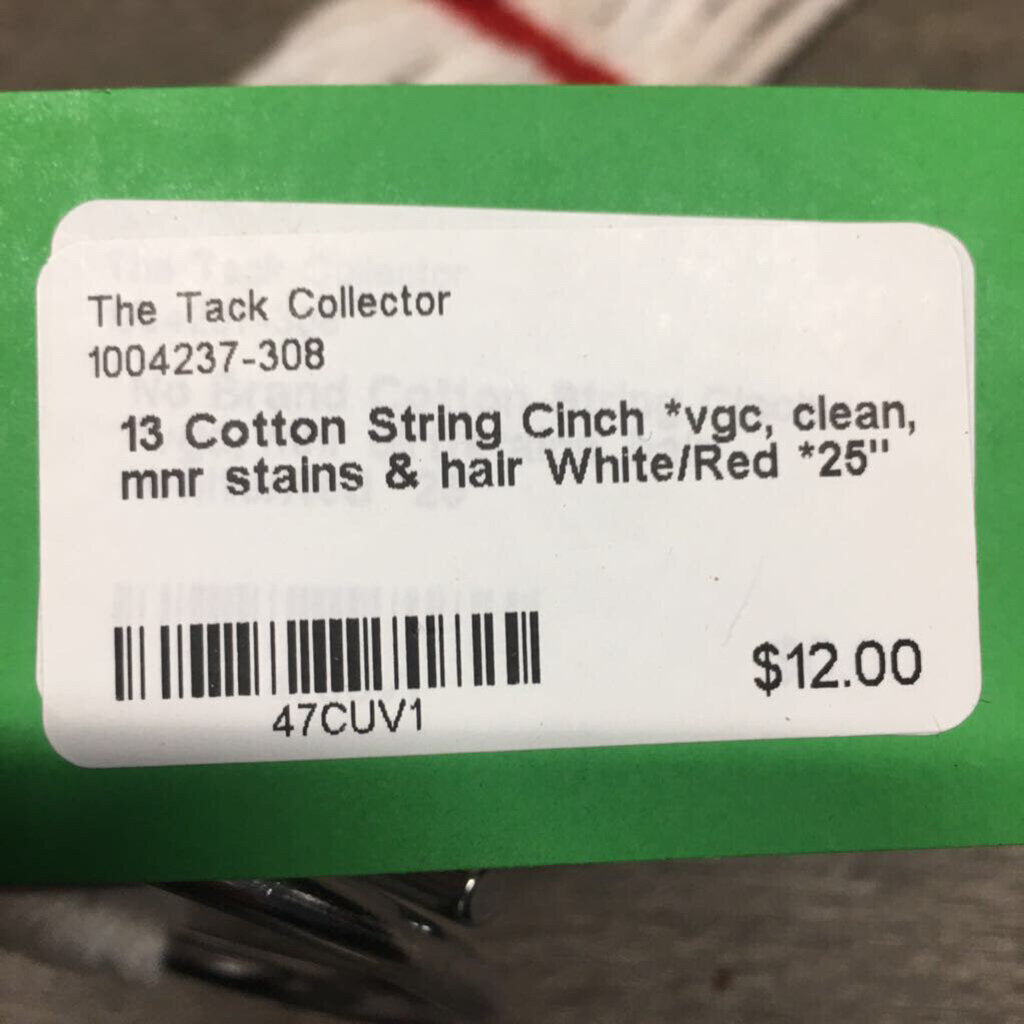 The Tack Collector
1004237-308
13 Cotton String Cinch *vgc, clean,
mnr stains & hair White/Red *25"
47CUV1
$12.00